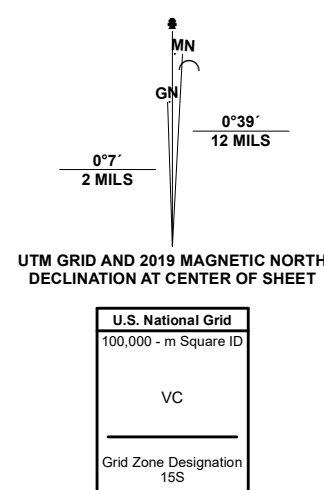 MN
GN
0°39´
12 MILS
0°7´
2 MILS
UTM GRID AND 2019 MAGNETIC NORTH
DECLINATION AT CENTER OF SHEET
U.S. National Grid
100,000 - m Square ID
VC
Grid Zone Designation
15S